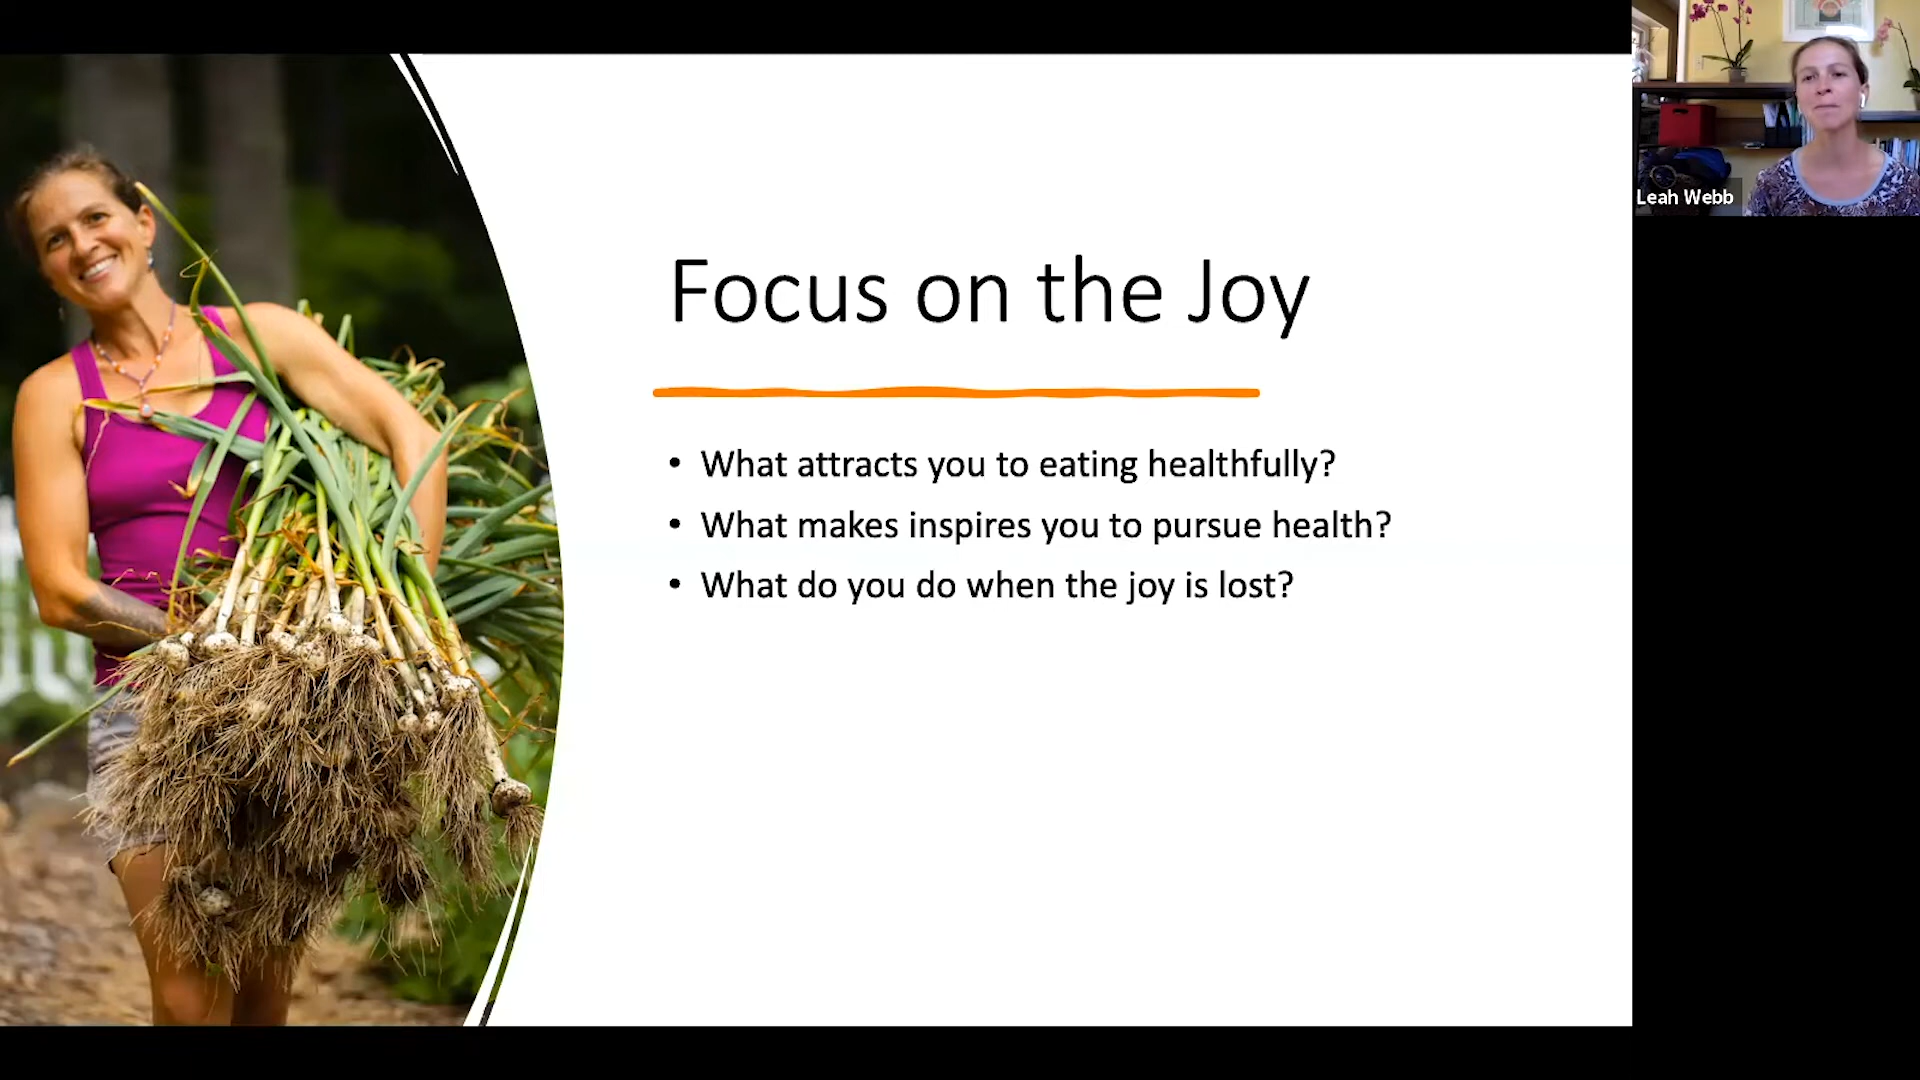 Focus on the Joy
• What attracts you to eating healthfully?
• What makes inspires you to pursue health?
• What do you do when the joy is lost?
Leah Webb